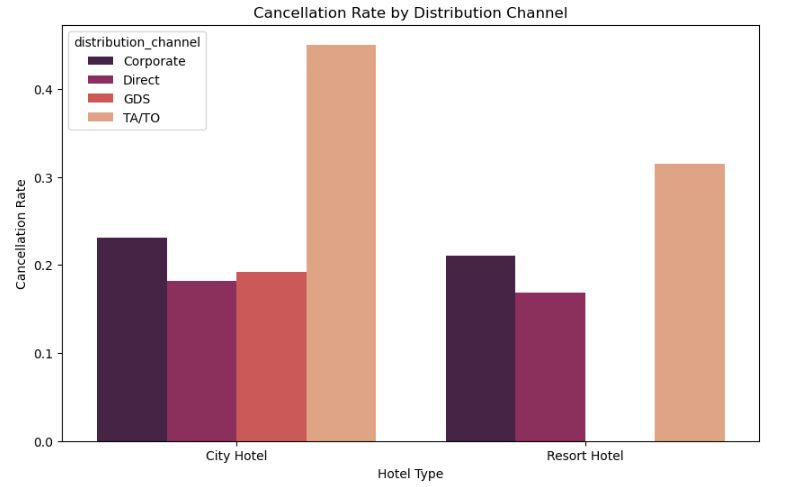 Cancellation Rate by Distribution Channel
distribution_channel
Corporate
Direct
GDS
TA/TO
Cancellation Rate
0.4
0.3
0.2
0.1
0.0
City Hotel
Resort Hotel
Hotel Type